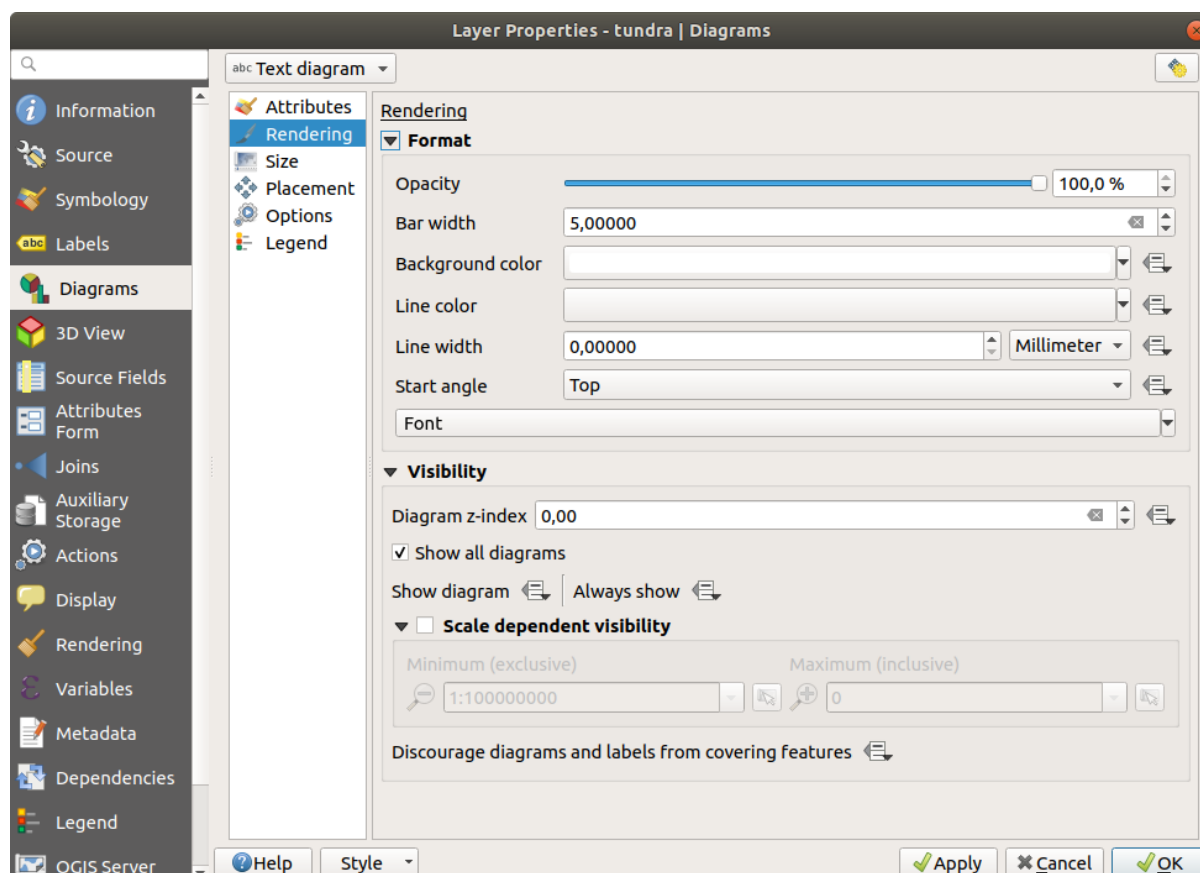 Layer Properties - tundra | Diagrams
abc Text diagram
Information
Source
Symbology
abc Labels
Diagrams
3D View
Source Fields
Attributes
Form
Joins
Auxiliary
Storage
Actions
Display
Rendering
Variables
Metadata
Dependencies
Legend
QGIS Server
Attributes
Rendering
Size
Placement
Options
Legend
Rendering
Format
Opacity 100,0 %
Bar width 5,00000
Background color
Line color
Line width 0,00000 Millimeter
Start angle Top
Font
Visibility
Diagram z-index 0,00
Show all diagrams
Show diagram Always show
Scale dependent visibility
Minimum (exclusive) Maximum (inclusive)
1:100000000 0
Discourage diagrams and labels from covering features
Help Style Apply Cancel OK